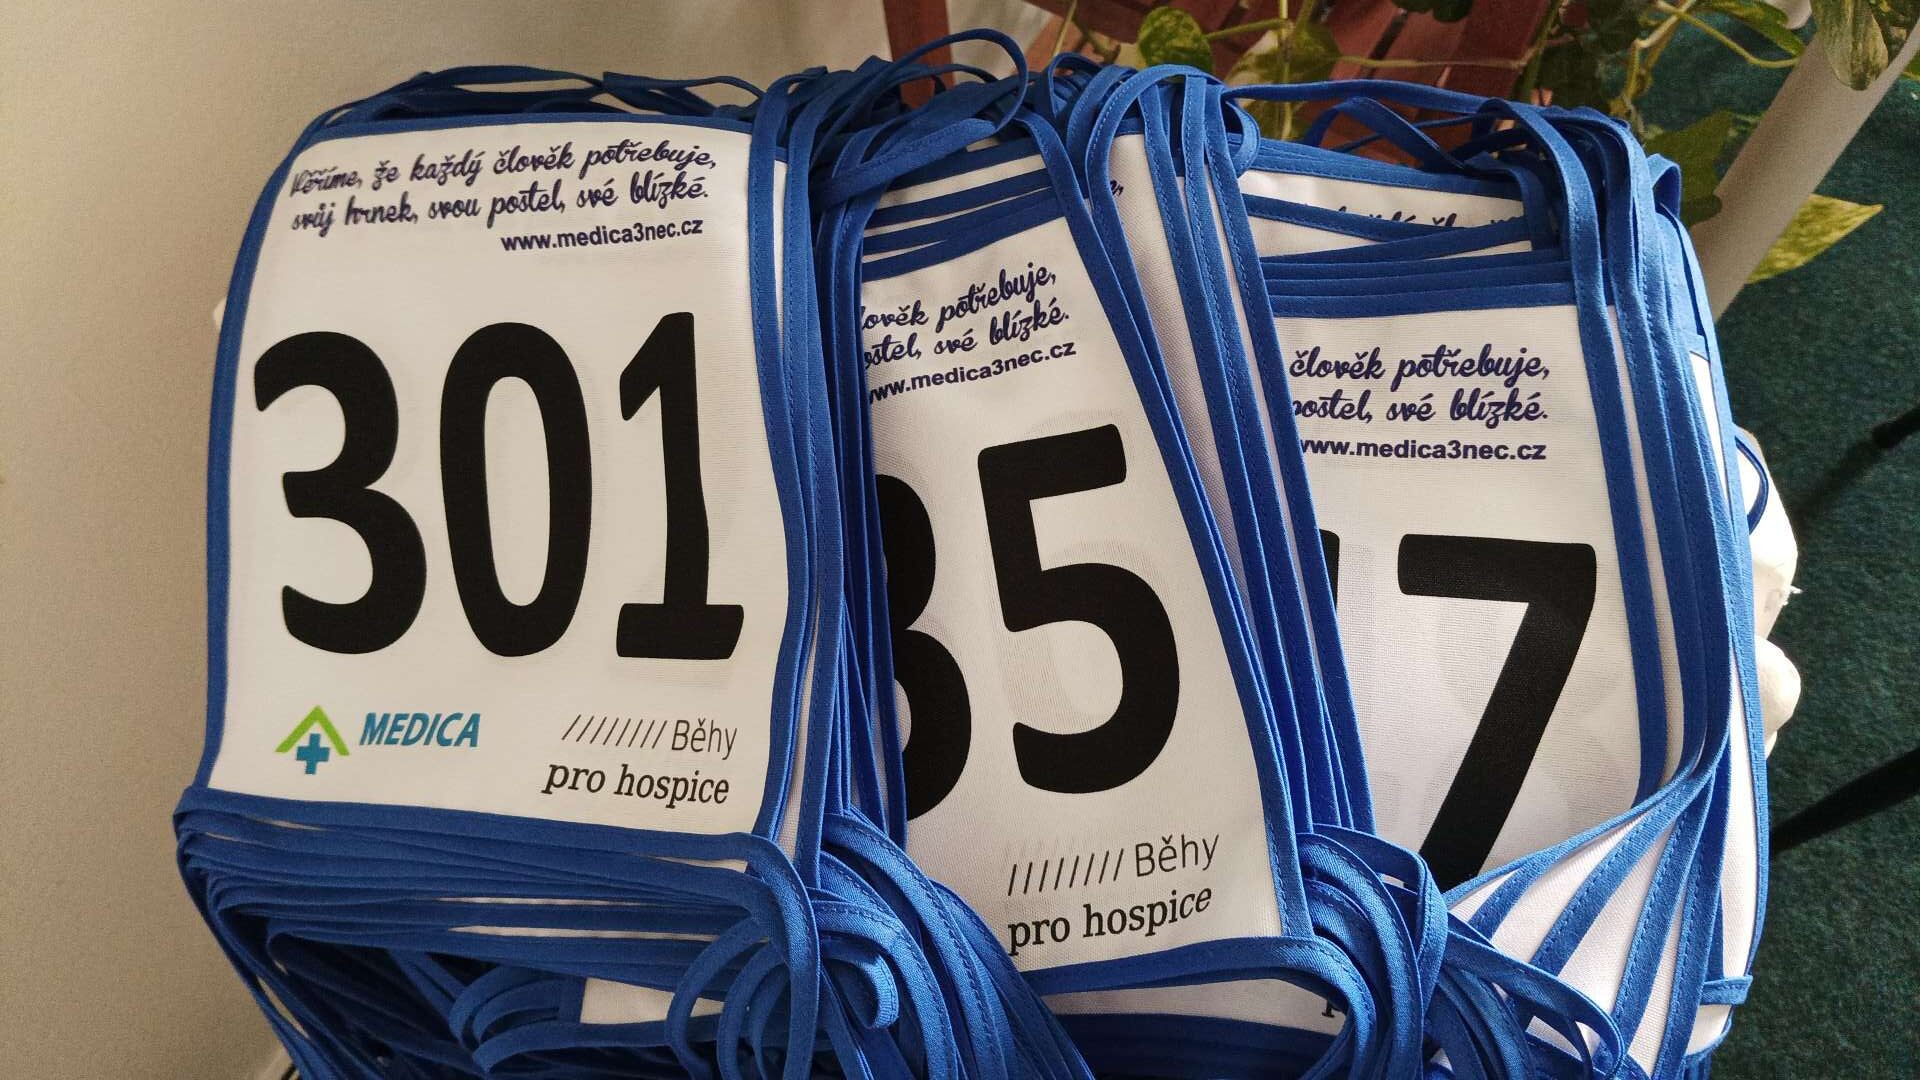 Věříme, že každý člověk potřebuje,
svůj hrnek, svou postel, své blízké.
www.medica3nec.cz
301
MEDICA
//////// Běhy
pro hospice
člověk potřebuje,
postel, své blízké.
www.medica3nec.cz
35
//////// Běhy
pro hospice
člověk potřebuje,
postel, své blízké.
www.medica3nec.cz
7